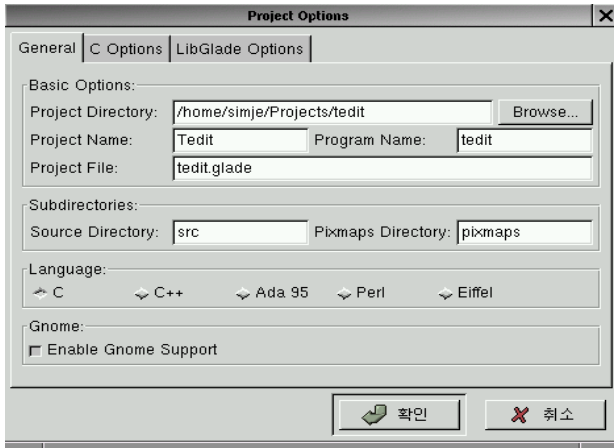 Project Options
General C Options LibGlade Options
Basic Options:
Project Directory: /home/simje/Projects/tedit Browse...
Project Name: Tedit Program Name: tedit
Project File: tedit.glade
Subdirectories:
Source Directory: src Pixmaps Directory: pixmaps
Language:
C C++ Ada 95 Perl Eiffel
Gnome:
Enable Gnome Support
확인 취소